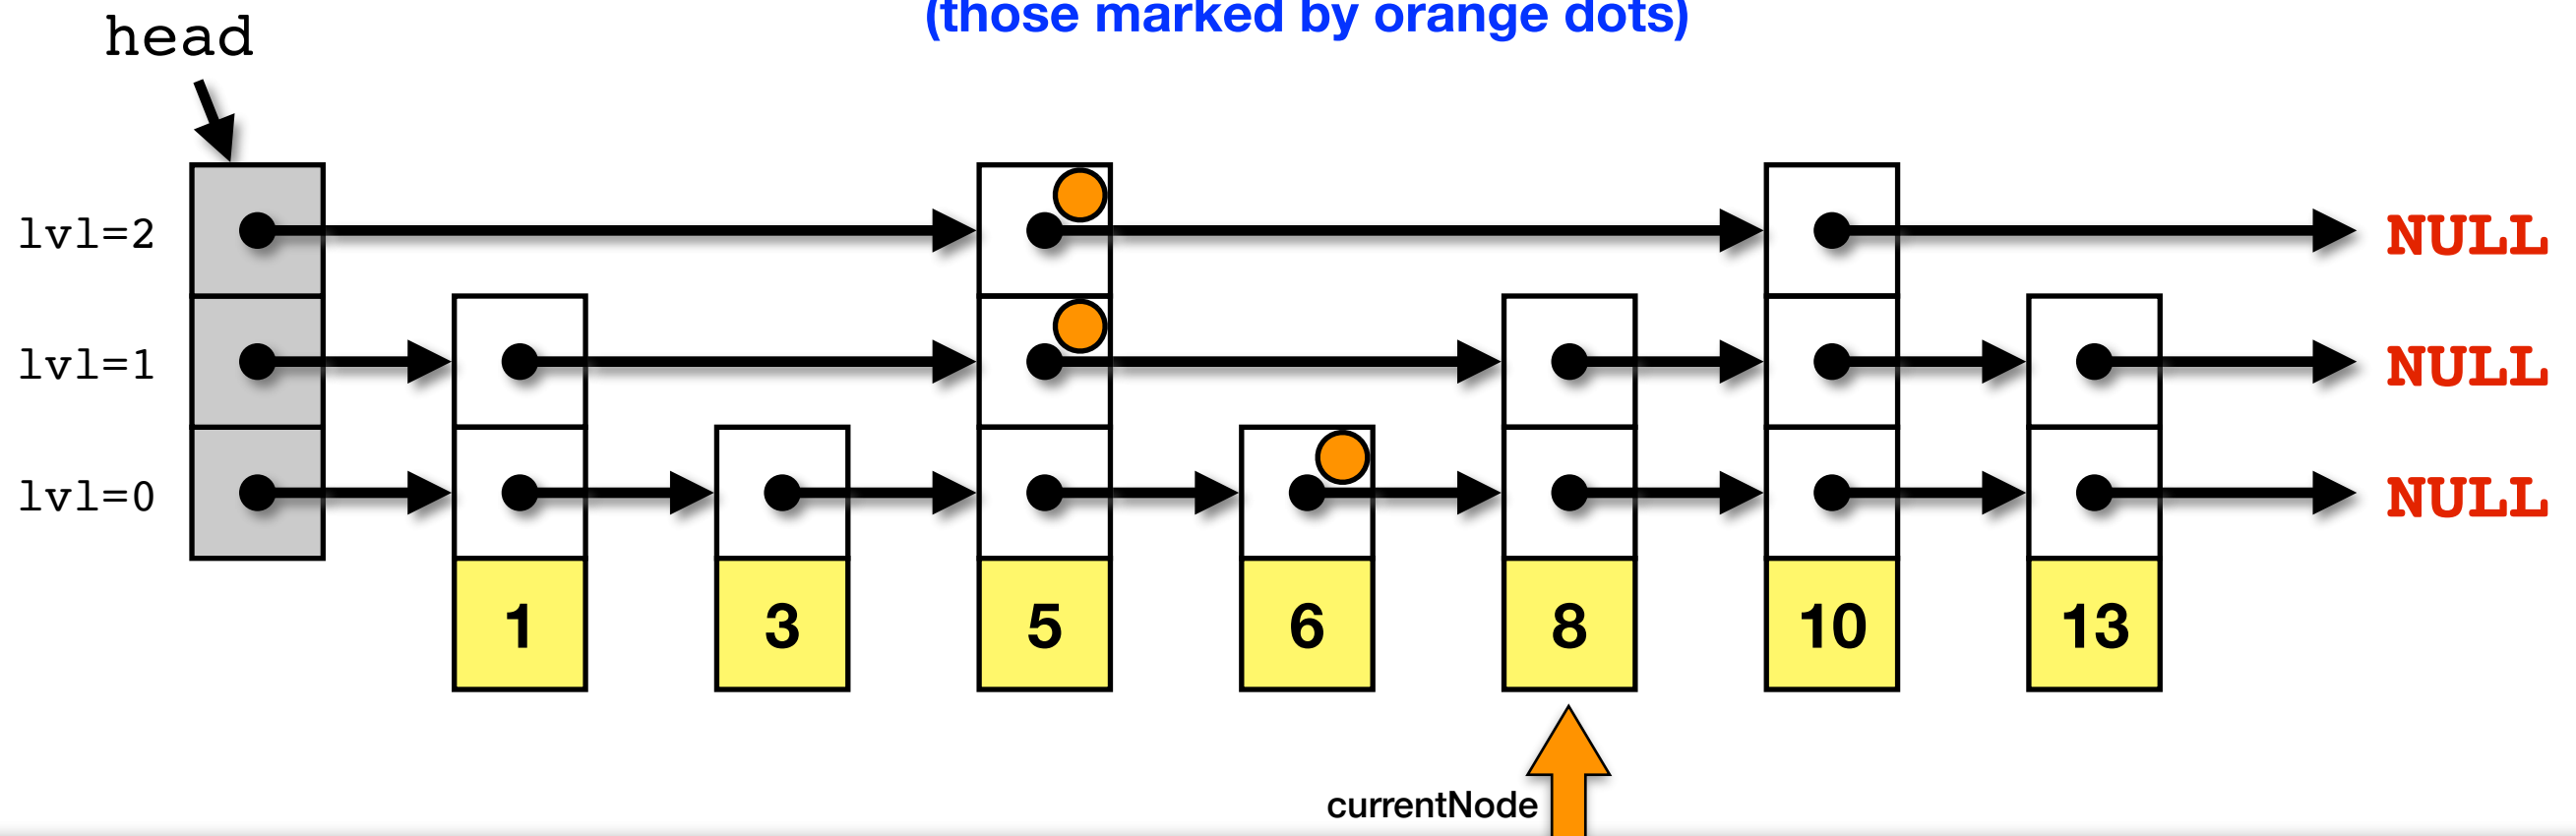 (those marked by orange dots)
head
lvl=2 NULL
lvl=1 NULL
lvl=0 NULL
1 3 5 6 8 10 13
currentNode